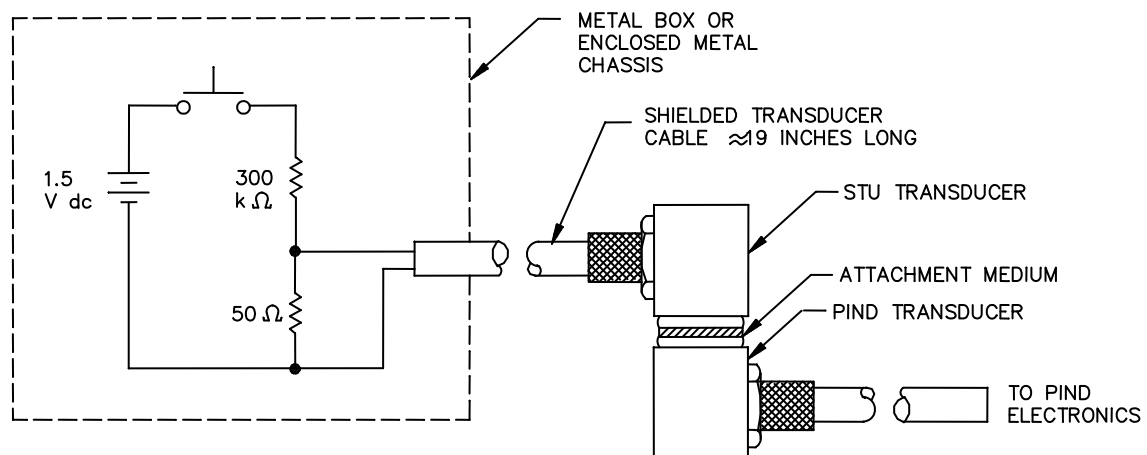 METAL BOX OR
ENCLOSED METAL
CHASSIS
SHIELDED TRANSDUCER
CABLE ≈19 INCHES LONG
1.5
V dc
300
k Ω
STU TRANSDUCER
ATTACHMENT MEDIUM
50 Ω
PIND TRANSDUCER
TO PIND
ELECTRONICS